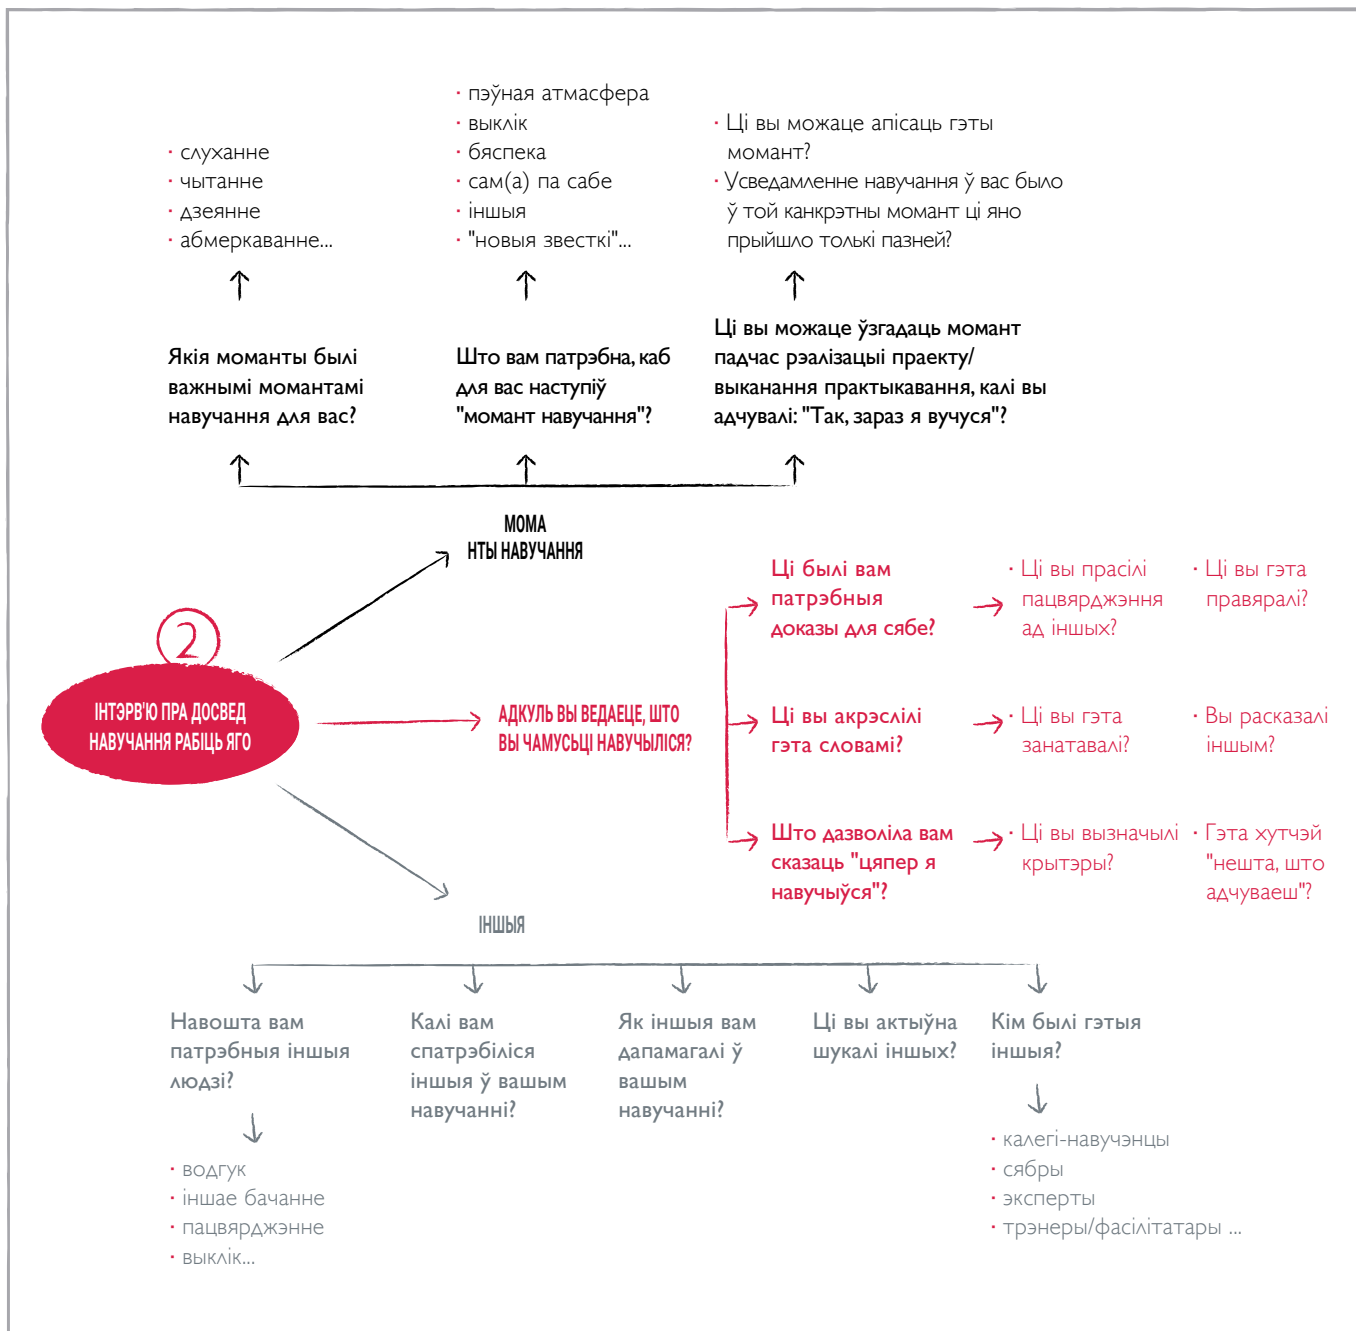 · слуханне
· чытанне
· дзеянне
· абмеркаванне...
· пэўная атмасфера
· выклік
· бяспека
· сам(а) па сабе
· іншыя
· "новыя звесткі"...
· Ці вы можаце апісаць гэты
момант?
· Усведамленне навучання ў вас было
ў той канкрэтны момант ці яно
прыйшло толькі пазней?
Якія моманты былі
важнымі момантамі
навучання для вас?
Што вам патрэбна, каб
для вас наступіў
"момант навучання"?
Ці вы можаце ўзгадаць момант
падчас рэалізацыі праекту/
выканання практыкавання, калі вы
адчувалі: "Так, зараз я вучуся"?
МОМА
НТЫ НАВУЧАННЯ
2
ІНТЭРВ'Ю ПРА ДОСВЕД
НАВУЧАННЯ РАБІЦЬ ЯГО
АДКУЛЬ ВЫ ВЕДАЕЦЕ, ШТО
ВЫ ЧАМУСЬЦІ НАВУЧЫЛІСЯ?
Ці былі вам
патрэбныя
доказы для сябе?
· Ці вы прасілі
пацвярджэння
ад іншых?
· Ці вы гэта
правяралі?
Ці вы акрэслілі
гэта словамі?
· Ці вы гэта
занатавалі?
· Вы расказалі
іншым?
Што дазволіла вам
сказаць "цяпер я
навучыўся"?
· Ці вы вызначылі
крытэры?
· Гэта хутчэй
"нешта, што
адчуваеш"?
ІНШЫЯ
Навошта вам
патрэбныя іншыя
людзі?
Калі вам
спатрэбіліся
іншыя ў вашым
навучанні?
Як іншыя вам
дапамагалі ў
вашым
навучанні?
Ці вы актыўна
шукалі іншых?
Кім былі гэтыя
іншыя?
· водгук
· іншае бачанне
· пацвярджэнне
· выклік...
· калегі-навучэнцы
· сябры
· эксперты
· трэнеры/фасілітатары ...